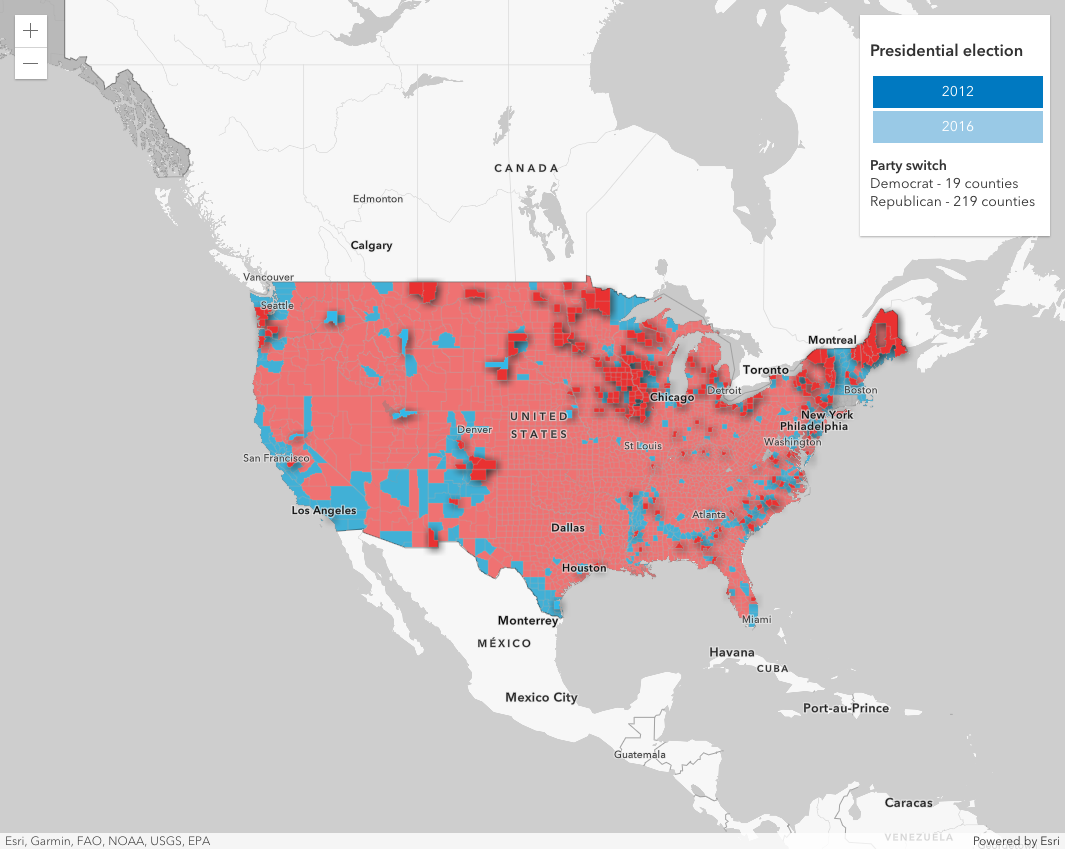 +
−
Presidential election
2012
2016
Party switch
Democrat - 19 counties
Republican - 219 counties
CANADA
Edmonton
Calgary
Vancouver
Seattle
Montreal
Toronto
Boston
Detroit
Chicago
New York
Philadelphia
UNITED
STATES
Denver
St Louis
Washington
San Francisco
Los Angeles
Atlanta
Dallas
Houston
Monterrey
Miami
MÉXICO
Havana
CUBA
Mexico City
Port-au-Prince
Guatemala
Caracas
VENEZUELA
Esri, Garmin, FAO, NOAA, USGS, EPA
Powered by Esri